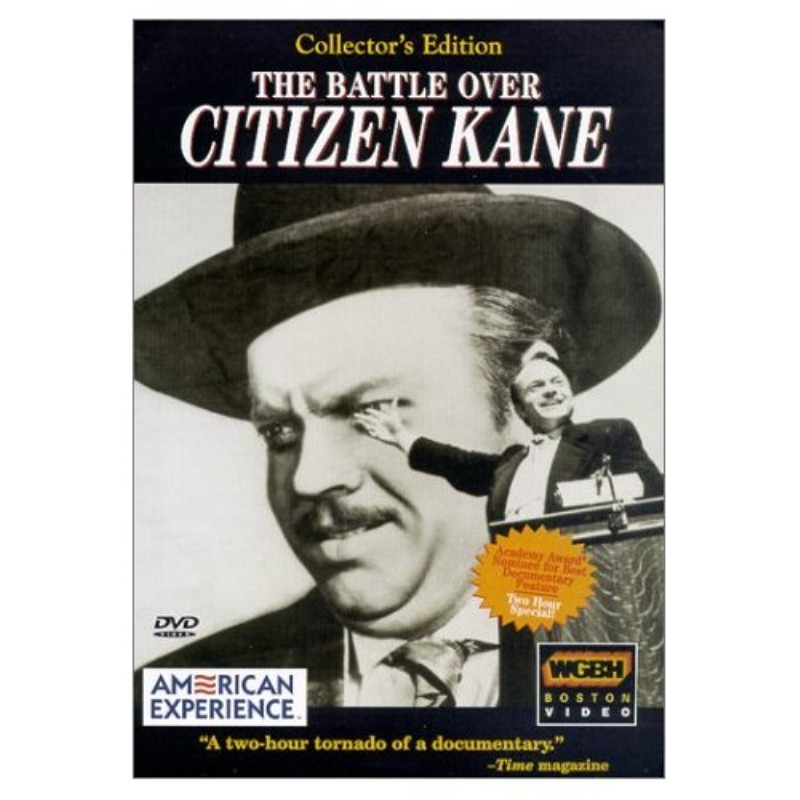 Collector's Edition
THE BATTLE OVER
CITIZEN KANE
Academy Award*
Nominee for Best
Documentary
Feature
Two Hour
Special!
DVD
VIDEO
AMERICAN
EXPERIENCE
WGBH
BOSTON
VIDEO
“A two-hour tornado of a documentary.”
–Time magazine